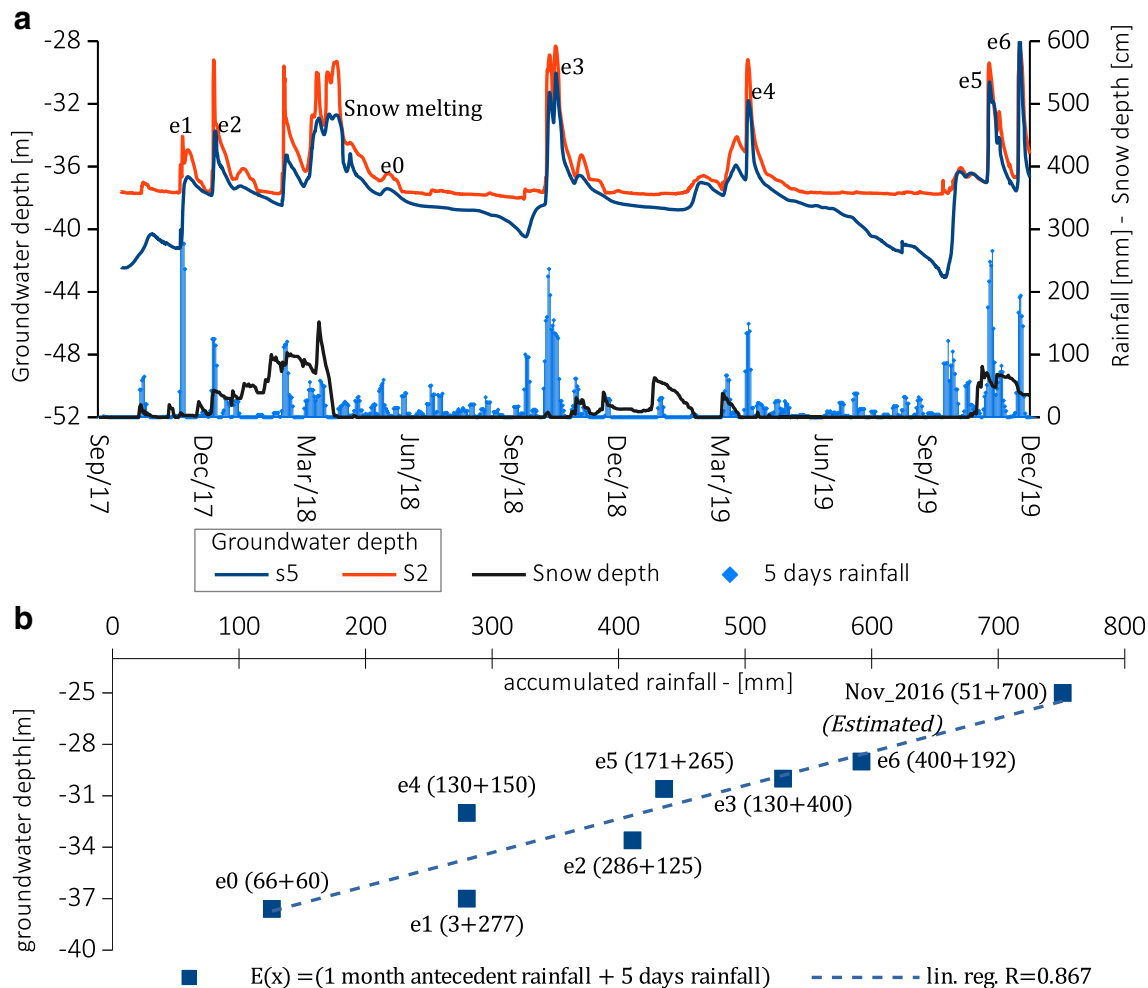 a
Groundwater depth [m]
-28
-32
-36
-40
-44
-48
-52
e1
e2
Snow melting
e0
e3
e4
e5
e6
600
500
400
300
200
100
0
Rainfall [mm] - Snow depth [cm]
Sep/17
Dec/17
Mar/18
Jun/18
Sep/18
Dec/18
Mar/19
Jun/19
Sep/19
Dec/19
Groundwater depth
s5 S2 Snow depth 5 days rainfall
b
0 100 200 300 400 500 600 700 800
accumulated rainfall - [mm]
groundwater depth[m]
-25
-28
-31
-34
-37
-40
Nov_2016 (51+700)
(Estimated)
e5 (171+265)
e6 (400+192)
e4 (130+150)
e3 (130+400)
e2 (286+125)
e0 (66+60)
e1 (3+277)
E(x) =(1 month antecedent rainfall + 5 days rainfall) lin. reg. R=0.867